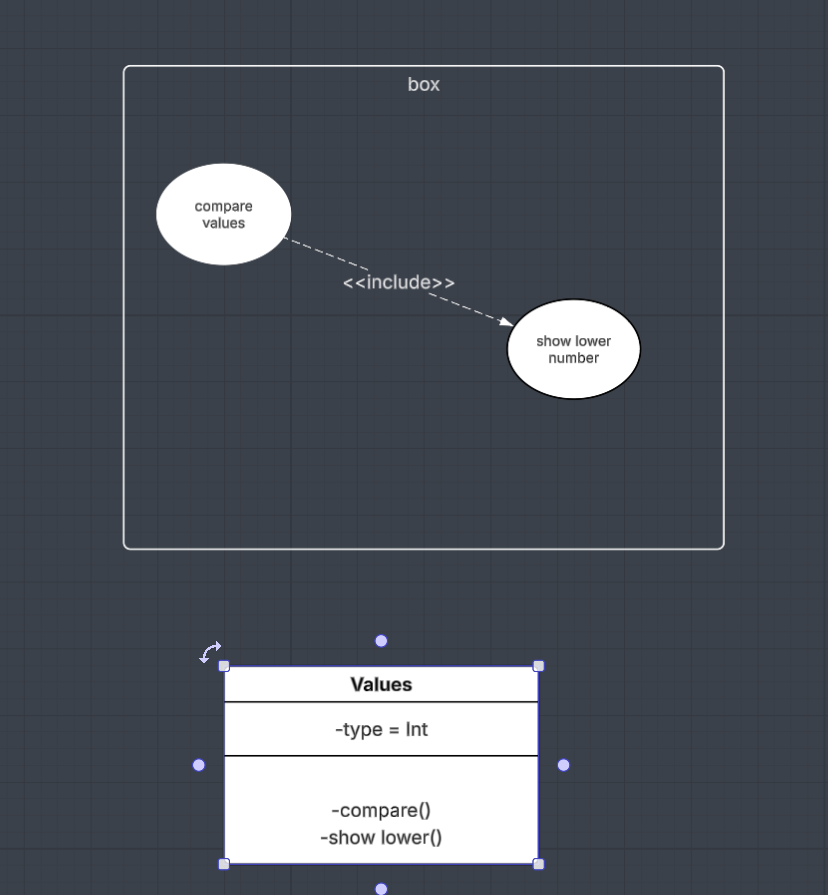 box
compare
values
<<include>>
show lower
number
Values
-type = Int
-compare()
-show lower()